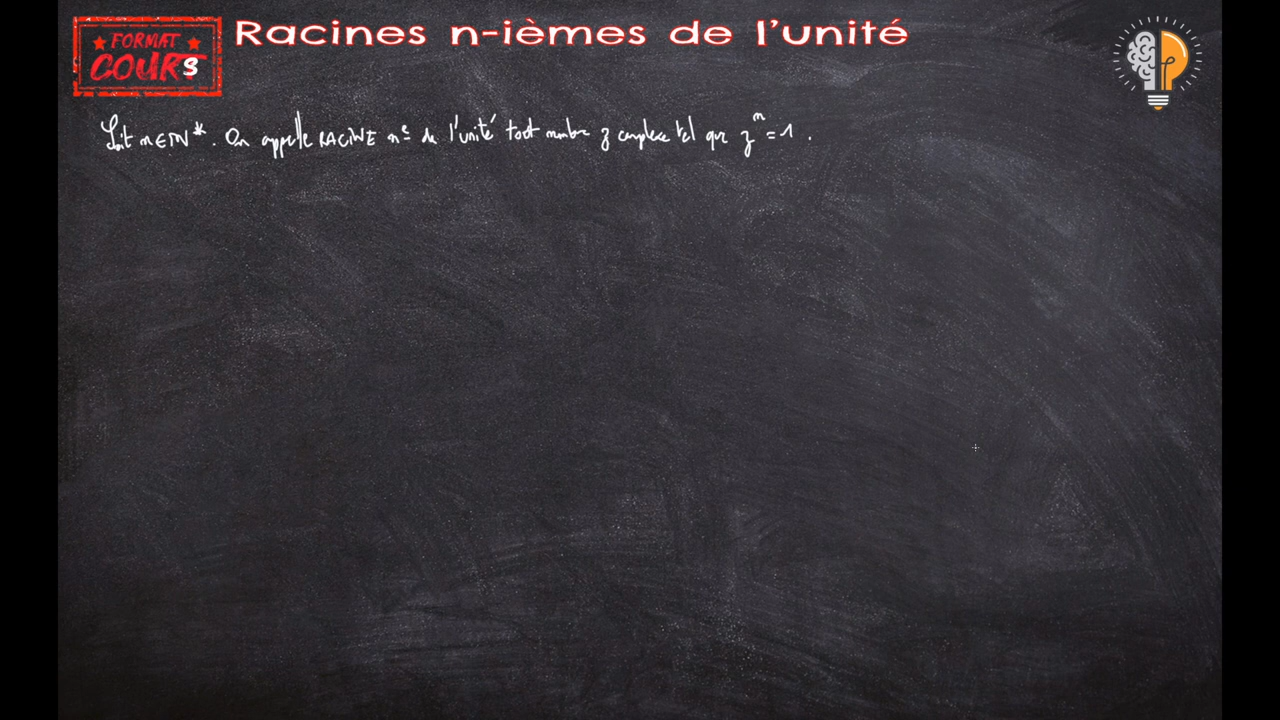 Racines n-ièmes de l'unité
FORMAT
COURS
Soit n∈ℕ*. On appelle RACINE nᵉ de l'unité tout nombre z complexe tel que zⁿ = 1.